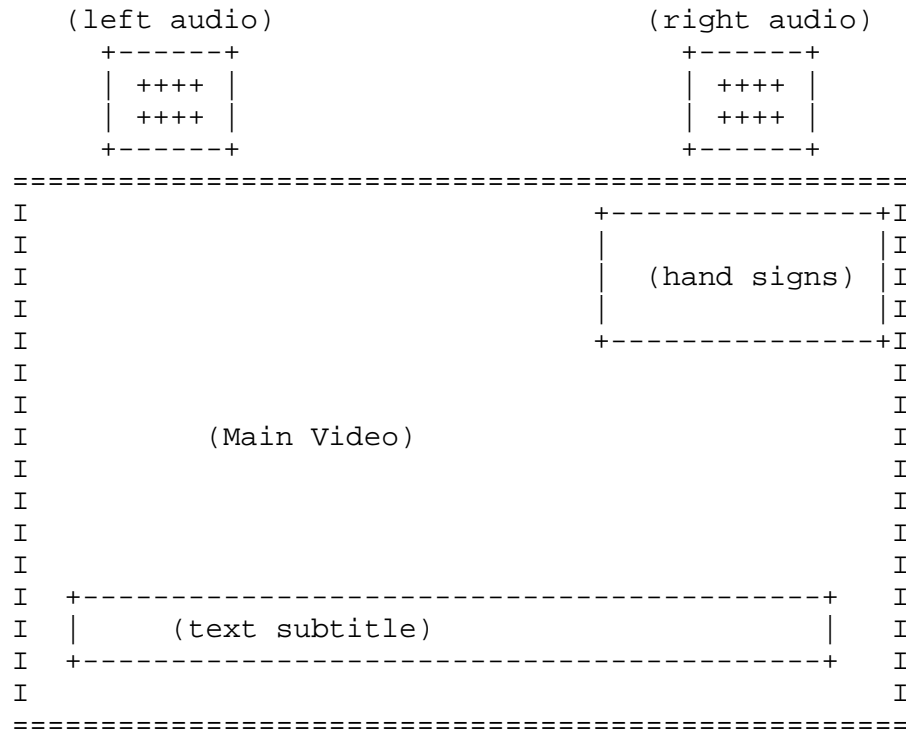 (left audio) (right audio)
+------+ +------+
| ++++ | | ++++ |
| ++++ | | ++++ |
+------+ +------+
===================================================
I +---------------+I
I | |I
I | (hand signs) |I
I | |I
I +---------------+I
I I
I I
I (Main Video) I
I I
I I
I I
I I
I +------------------------------------------+ I
I | (text subtitle) | I
I +------------------------------------------+ I
I I
===================================================